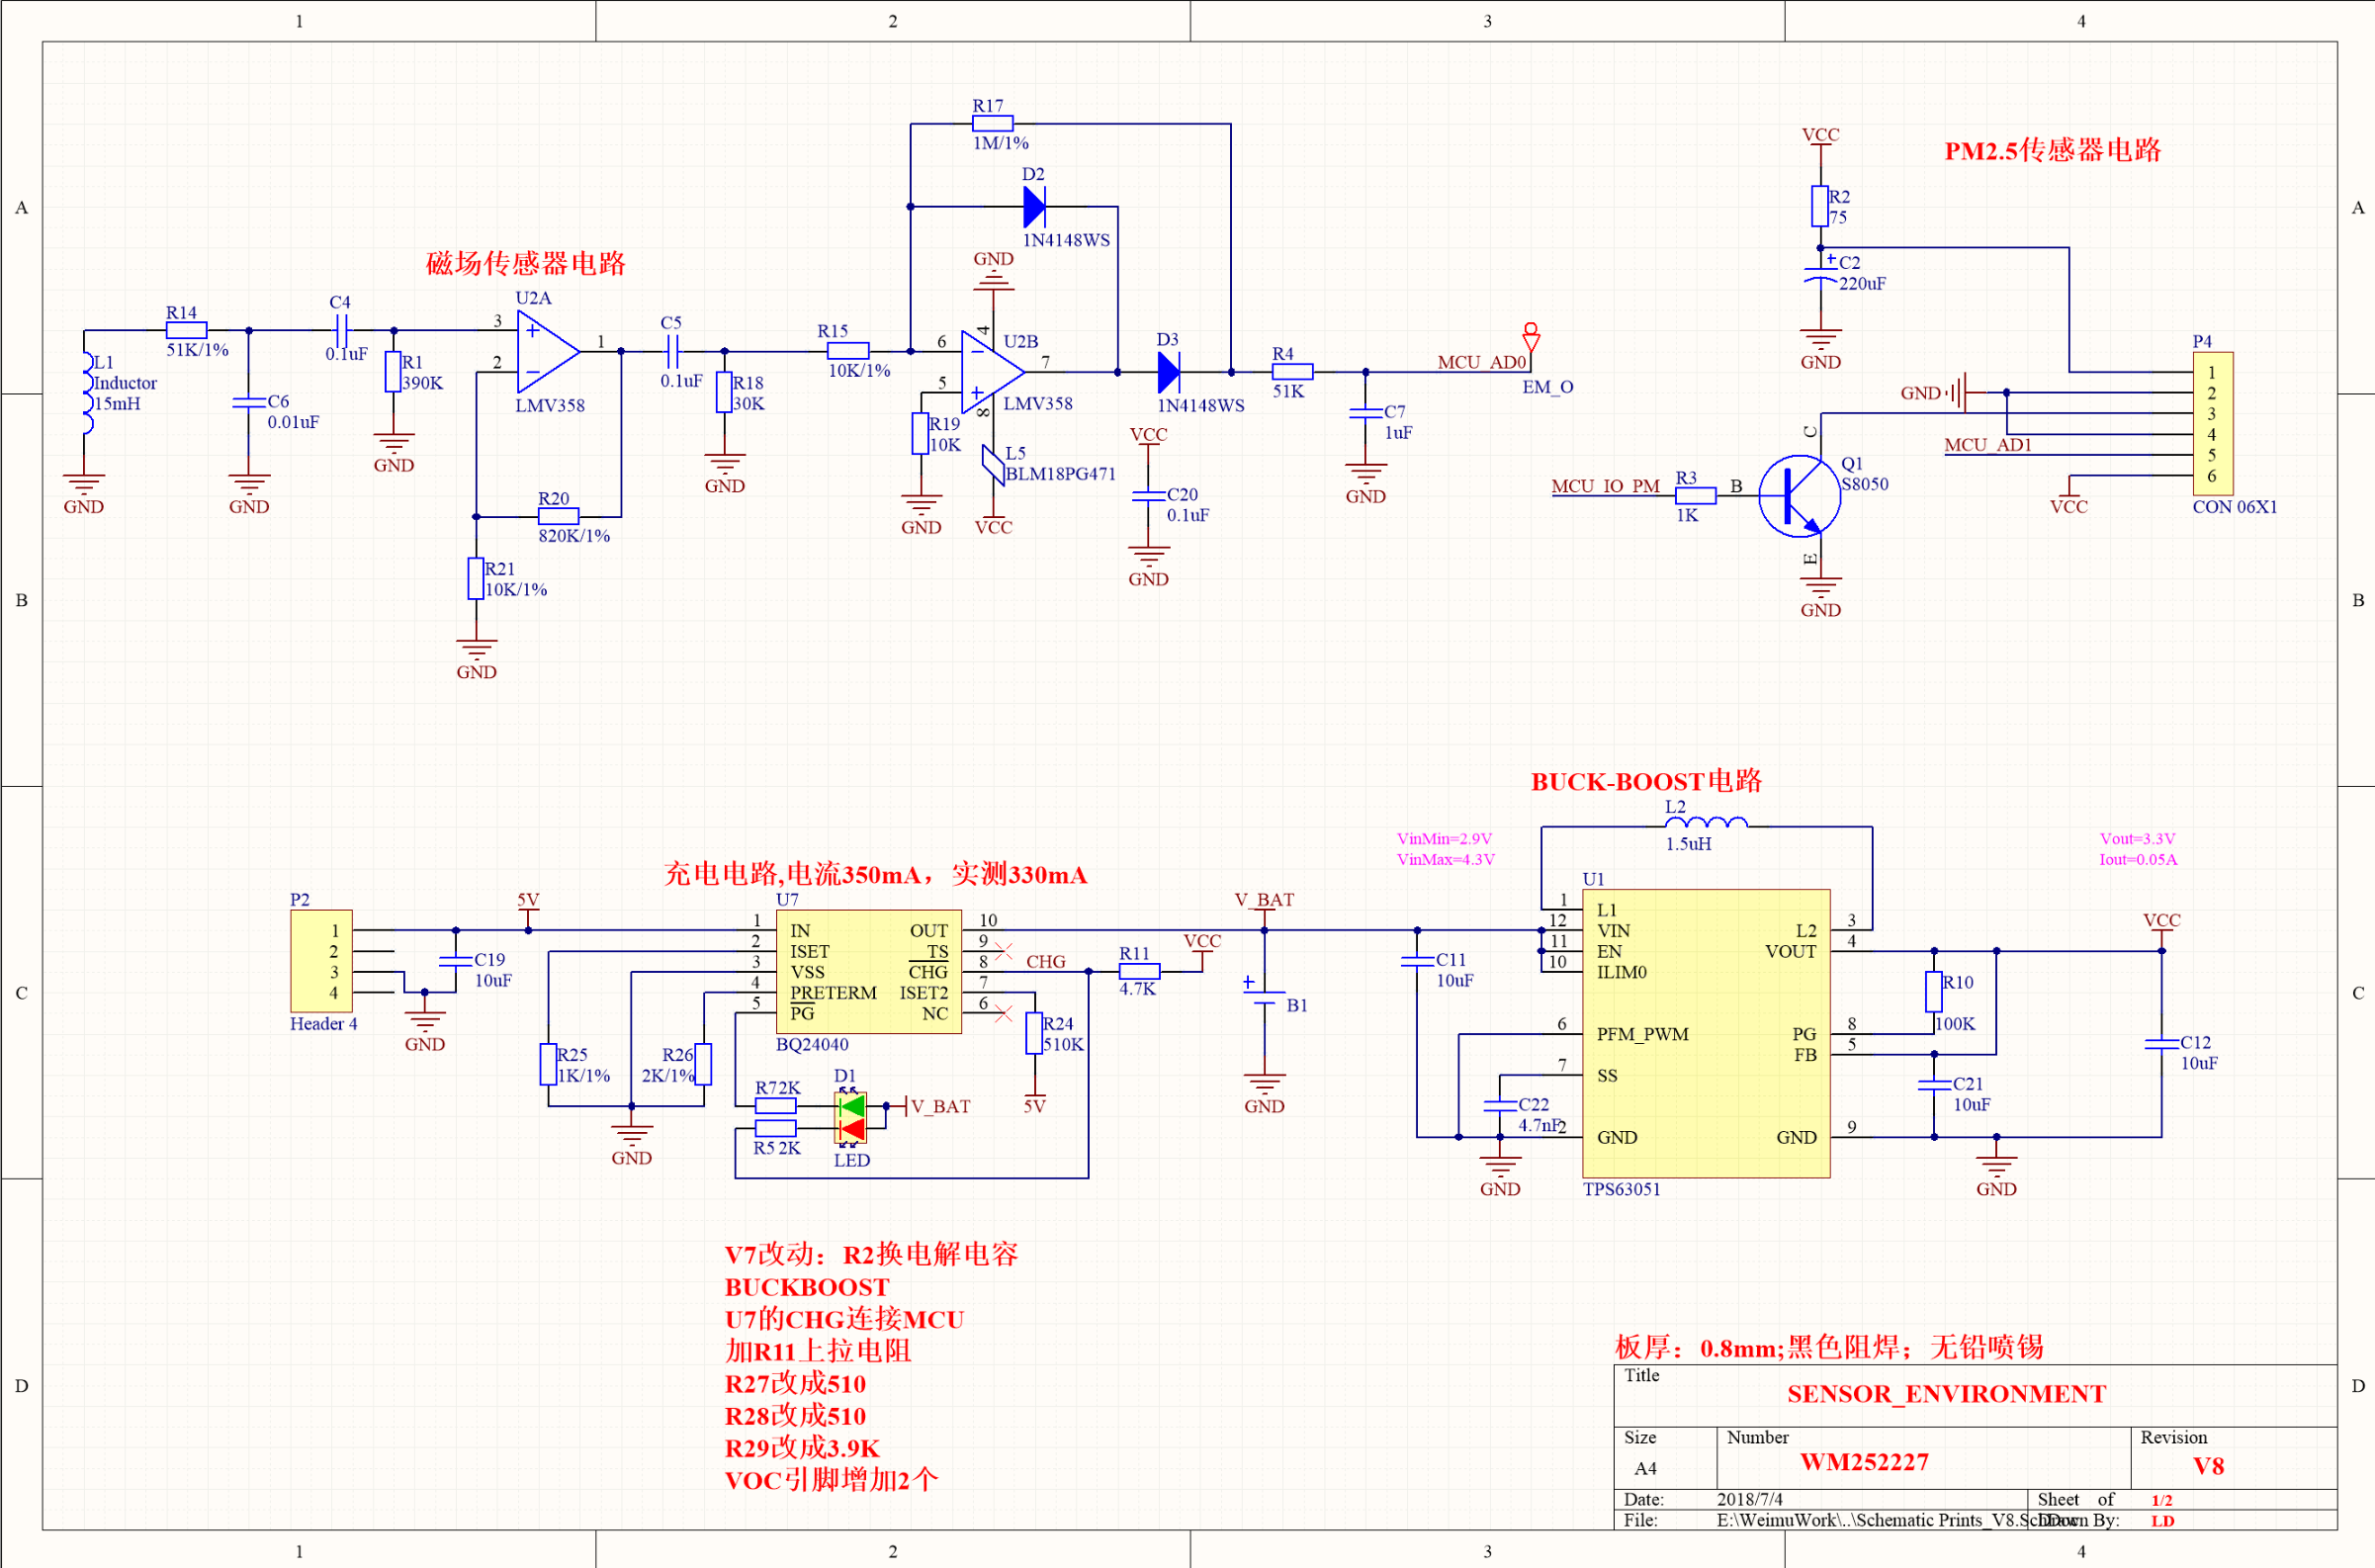 1 2 3 4
A A
B B
C C
D D
磁场传感器电路
L1
Inductor
15mH
GND
R14
51K/1%
C6
0.01uF
GND
C4
0.1uF
R1
390K
GND
U2A
3
2
1
LMV358
R20
820K/1%
R21
10K/1%
GND
C5
0.1uF
R18
30K
GND
R15
10K/1%
R17
1M/1%
D2
1N4148WS
GND
4
U2B
6
5
7
8
LMV358
R19
10K
GND
L5
BLM18PG471
VCC
D3
1N4148WS
VCC
C20
0.1uF
GND
R4
51K
C7
1uF
GND
MCU_AD0
EM_O
PM2.5传感器电路
VCC
R2
75
C2
220uF
GND
P4
1
2
3
4
5
6
CON 06X1
GND
MCU_AD1
VCC
MCU_IO_PM
R3
1K
B
C
E
Q1
S8050
GND
充电电路,电流350mA，实测330mA
P2
1
2
3
4
Header 4
GND
C19
10uF
5V
U7
1 IN OUT 10
2 ISET TS 9
3 VSS CHG 8
4 PRETERM ISET2 7
5 PG NC 6
BQ24040
CHG
R11
4.7K
VCC
R25
1K/1%
R26
2K/1%
GND
R7 2K
R5 2K
D1
LED
V_BAT
R24
510K
5V
V_BAT
B1
GND
BUCK-BOOST电路
VinMin=2.9V
VinMax=4.3V
L2
1.5uH
Vout=3.3V
Iout=0.05A
U1
1 L1
12 VIN L2 3
11 EN VOUT 4
10 ILIM0
6 PFM_PWM PG 8
FB 5
7 SS
2 GND GND 9
TPS63051
C11
10uF
C22
4.7nF
GND
R10
100K
C21
10uF
GND
VCC
C12
10uF
V7改动：R2换电解电容
BUCKBOOST
U7的CHG连接MCU
加R11上拉电阻
R27改成510
R28改成510
R29改成3.9K
VOC引脚增加2个
板厚：0.8mm;黑色阻焊；无铅喷锡
Title
SENSOR_ENVIRONMENT
Size Number Revision
A4 WM252227 V8
Date: 2018/7/4 Sheet of 1/2
File: E:\WeimuWork\..\Schematic Prints_V8.SchDoc Drawn By: LD
1 2 3 4